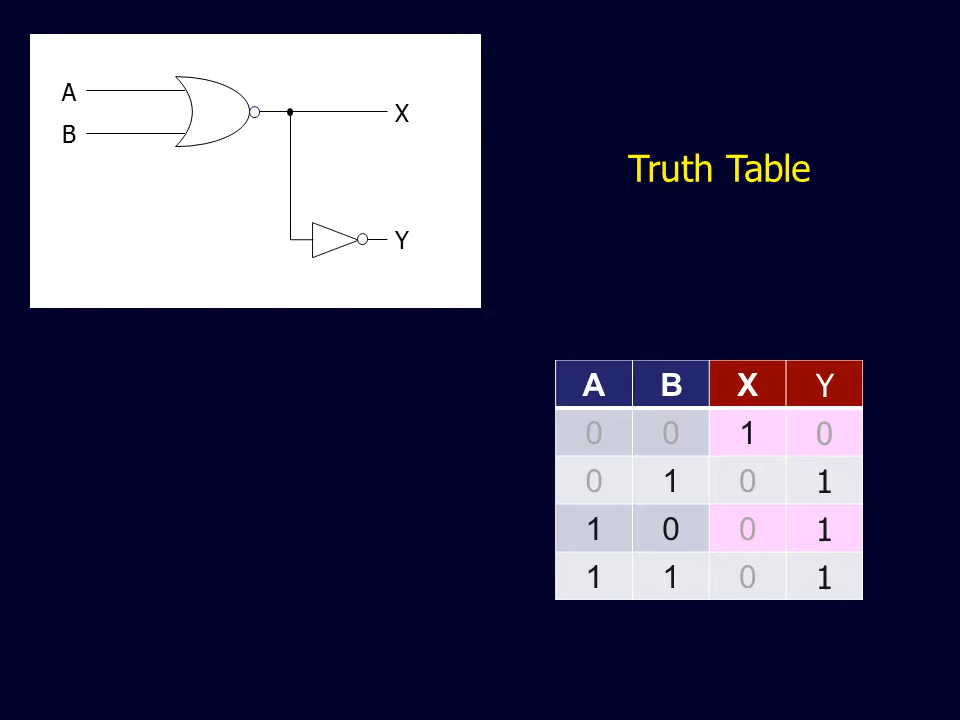 A
B
X
Y
Truth Table
A B X Y
0 0 1 0
0 1 0 1
1 0 0 1
1 1 0 1